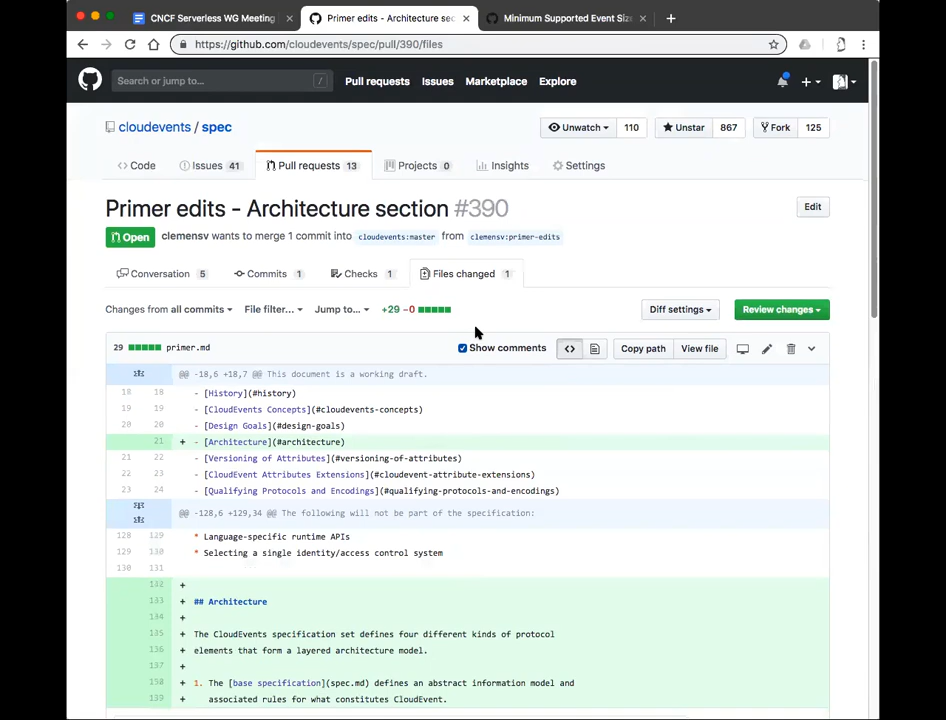 CNCF Serverless WG Meeting
Primer edits - Architecture sec
Minimum Supported Event Siz
https://github.com/cloudevents/spec/pull/390/files
Search or jump to...
/
Pull requests
Issues
Marketplace
Explore
cloudevents / spec
Unwatch
110
Unstar
867
Fork
125
Code
Issues 41
Pull requests 13
Projects 0
Insights
Settings
Primer edits - Architecture section #390
Edit
Open
clemensv wants to merge 1 commit into cloudevents:master from clemensv:primer-edits
Conversation 5
Commits 1
Checks 1
Files changed 1
Changes from all commits
File filter...
Jump to...
+29 −0
Diff settings
Review changes
29 primer.md
Show comments
<>
Copy path
View file
@@ -18,6 +18,7 @@ This document is a working draft.
18 18 - [History](#history)
19 19 - [CloudEvents Concepts](#cloudevents-concepts)
20 20 - [Design Goals](#design-goals)
21 + - [Architecture](#architecture)
21 22 - [Versioning of Attributes](#versioning-of-attributes)
22 23 - [CloudEvent Attributes Extensions](#cloudevent-attribute-extensions)
23 24 - [Qualifying Protocols and Encodings](#qualifying-protocols-and-encodings)
@@ -128,6 +129,34 @@ The following will not be part of the specification:
128 129 * Language-specific runtime APIs
129 130 * Selecting a single identity/access control system
130 131
132 +
133 + ## Architecture
134 +
135 + The CloudEvents specification set defines four different kinds of protocol
136 + elements that form a layered architecture model.
137 +
138 + 1. The [base specification](spec.md) defines an abstract information model and
139 + associated rules for what constitutes CloudEvent.